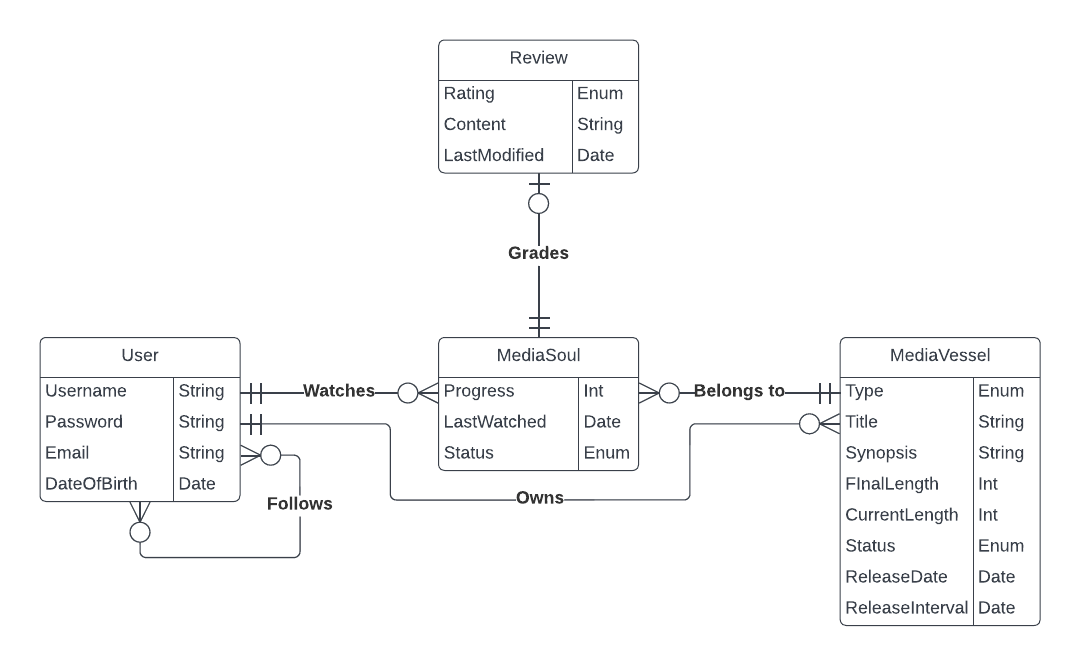 Review
Rating Enum
Content String
LastModified Date
Grades
User
Username String
Password String
Email String
DateOfBirth Date
Watches
Follows
MediaSoul
Progress Int
LastWatched Date
Status Enum
Belongs to
Owns
MediaVessel
Type Enum
Title String
Synopsis String
FInalLength Int
CurrentLength Int
Status Enum
ReleaseDate Date
ReleaseInterval Date